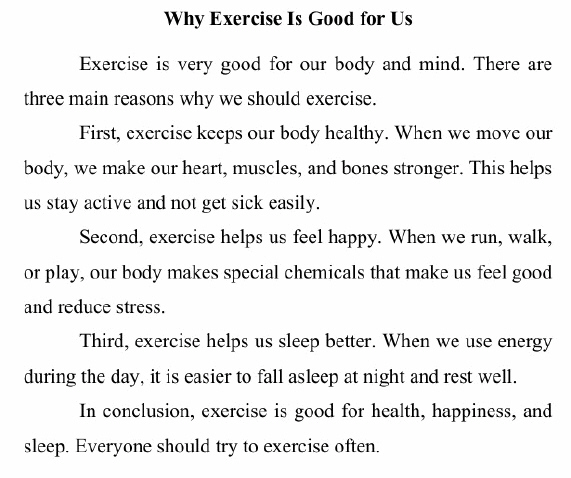 Why Exercise Is Good for Us
Exercise is very good for our body and mind. There are
three main reasons why we should exercise.
First, exercise keeps our body healthy. When we move our
body, we make our heart, muscles, and bones stronger. This helps
us stay active and not get sick easily.
Second, exercise helps us feel happy. When we run, walk,
or play, our body makes special chemicals that make us feel good
and reduce stress.
Third, exercise helps us sleep better. When we use energy
during the day, it is easier to fall asleep at night and rest well.
In conclusion, exercise is good for health, happiness, and
sleep. Everyone should try to exercise often.